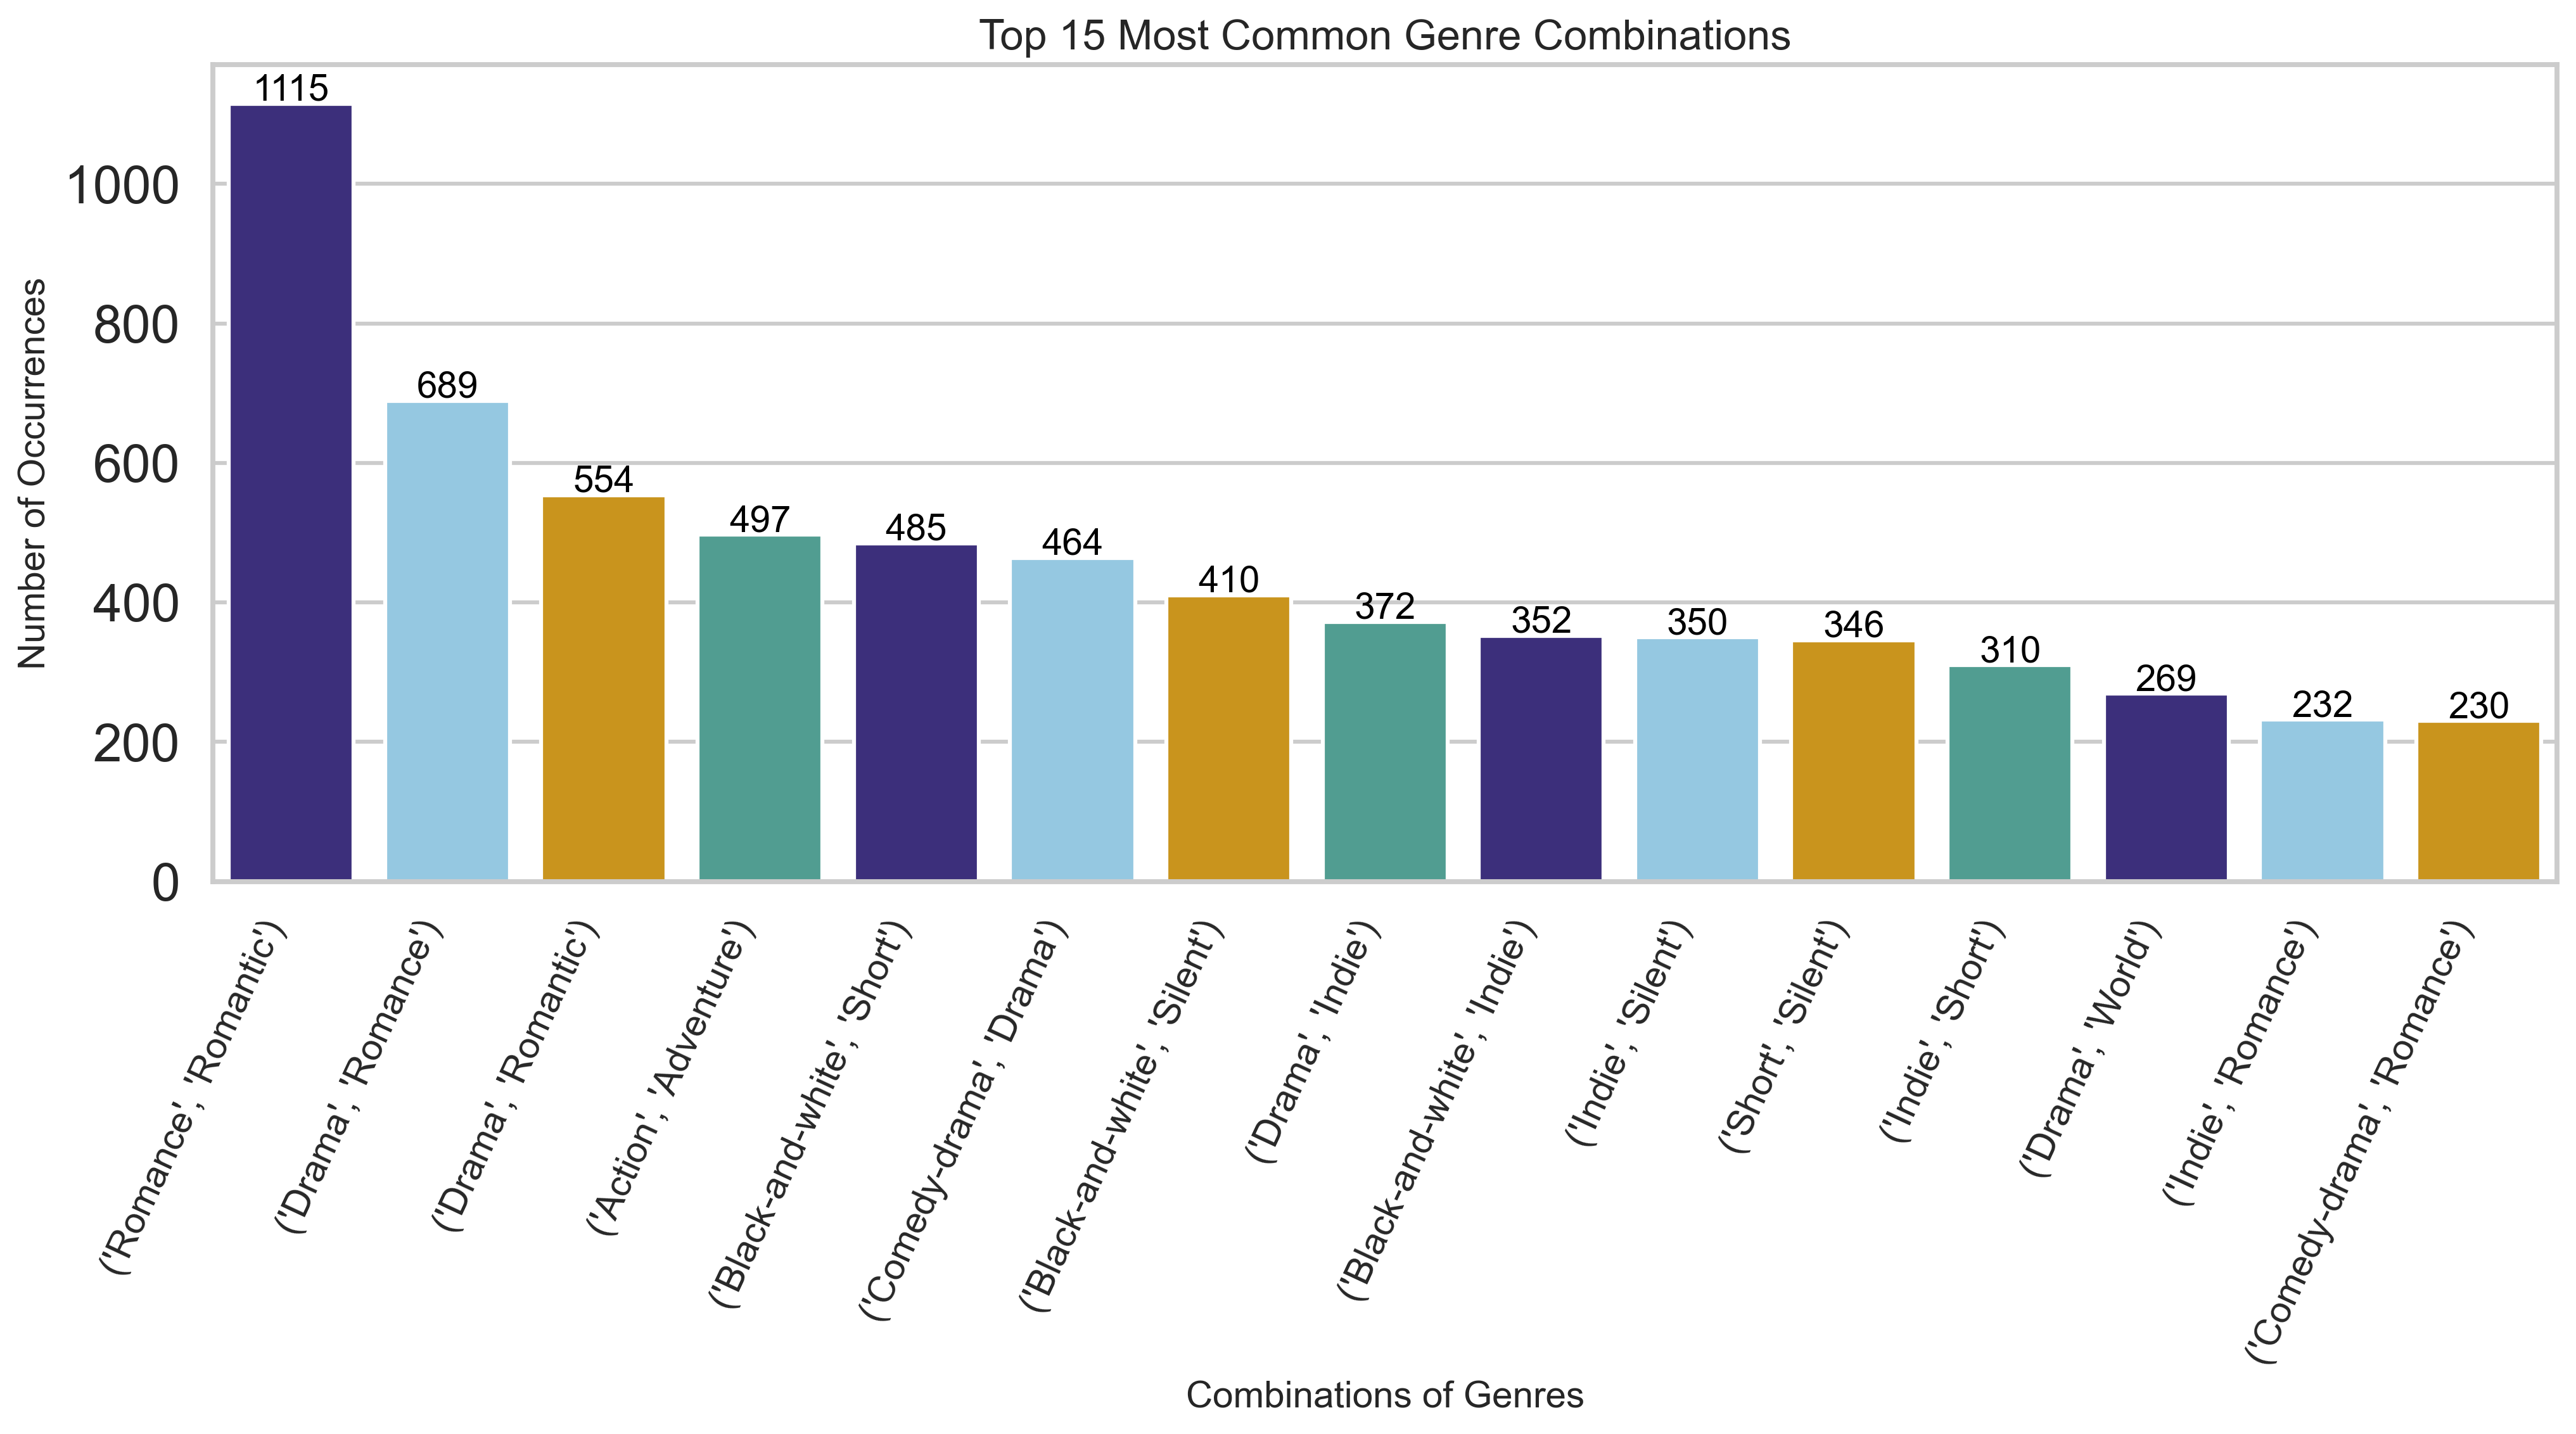 Top 15 Most Common Genre Combinations
Number of Occurrences
1000
800
600
400
200
0
1115
689
554
497
485
464
410
372
352
350
346
310
269
232
230
('Romance', 'Romantic')
('Drama', 'Romance')
('Drama', 'Romantic')
('Action', 'Adventure')
('Black-and-white', 'Short')
('Comedy-drama', 'Drama')
('Black-and-white', 'Silent')
('Drama', 'Indie')
('Black-and-white', 'Indie')
('Indie', 'Silent')
('Short', 'Silent')
('Indie', 'Short')
('Drama', 'World')
('Indie', 'Romance')
('Comedy-drama', 'Romance')
Combinations of Genres